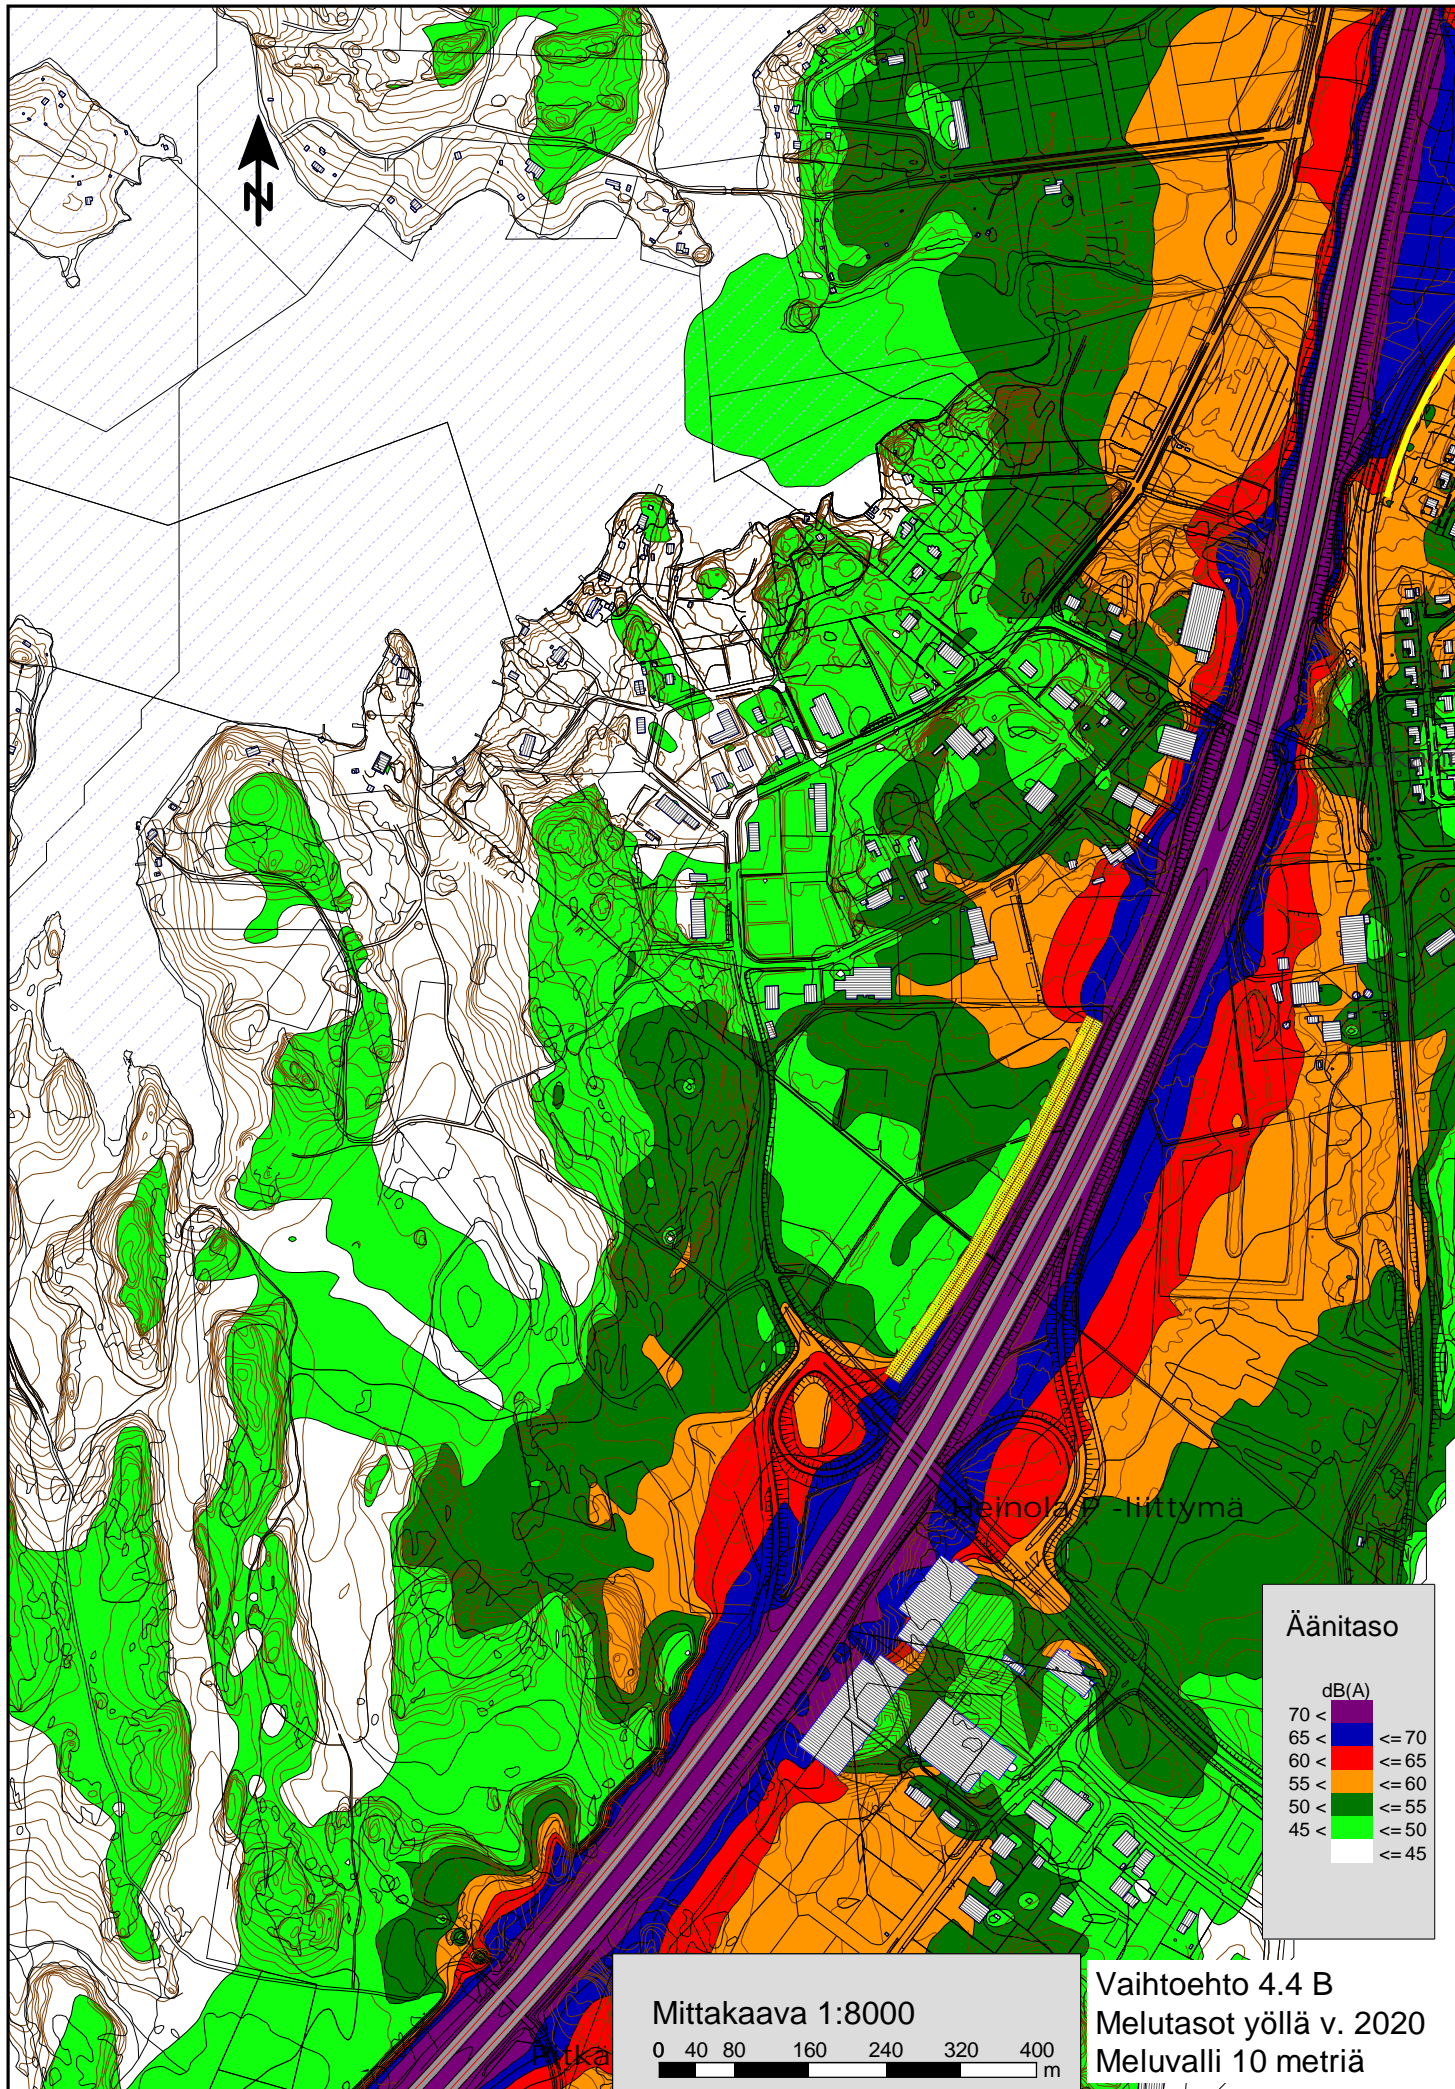 N
Heinola P -liittymä
Äänitaso
dB(A)
70 <
65 < <= 70
60 < <= 65
55 < <= 60
50 < <= 55
45 < <= 50
<= 45
Pitkä
Mittakaava 1:8000
0 40 80 160 240 320 400
m
Vaihtoehto 4.4 B
Melutasot yöllä v. 2020
Meluvalli 10 metriä